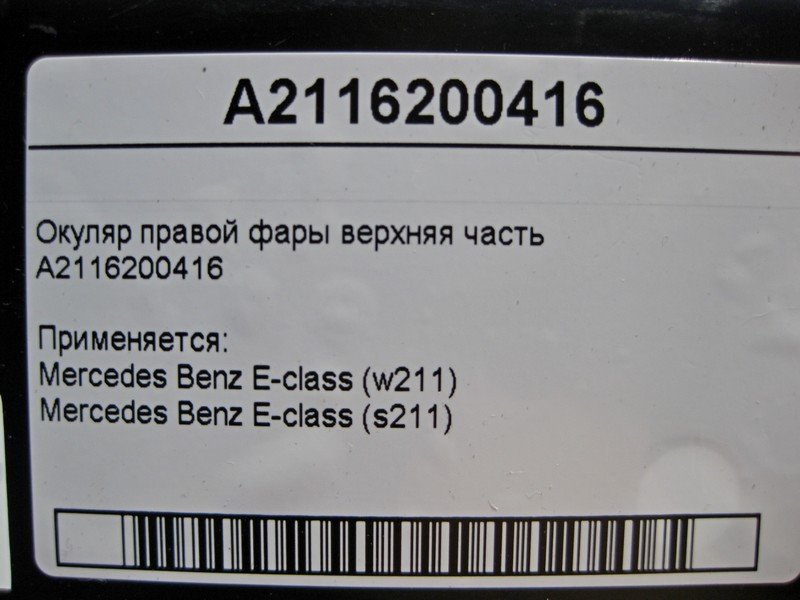 A2116200416
Окуляр правой фары верхняя часть
A2116200416
Применяется:
Mercedes Benz E-class (w211)
Mercedes Benz E-class (s211)